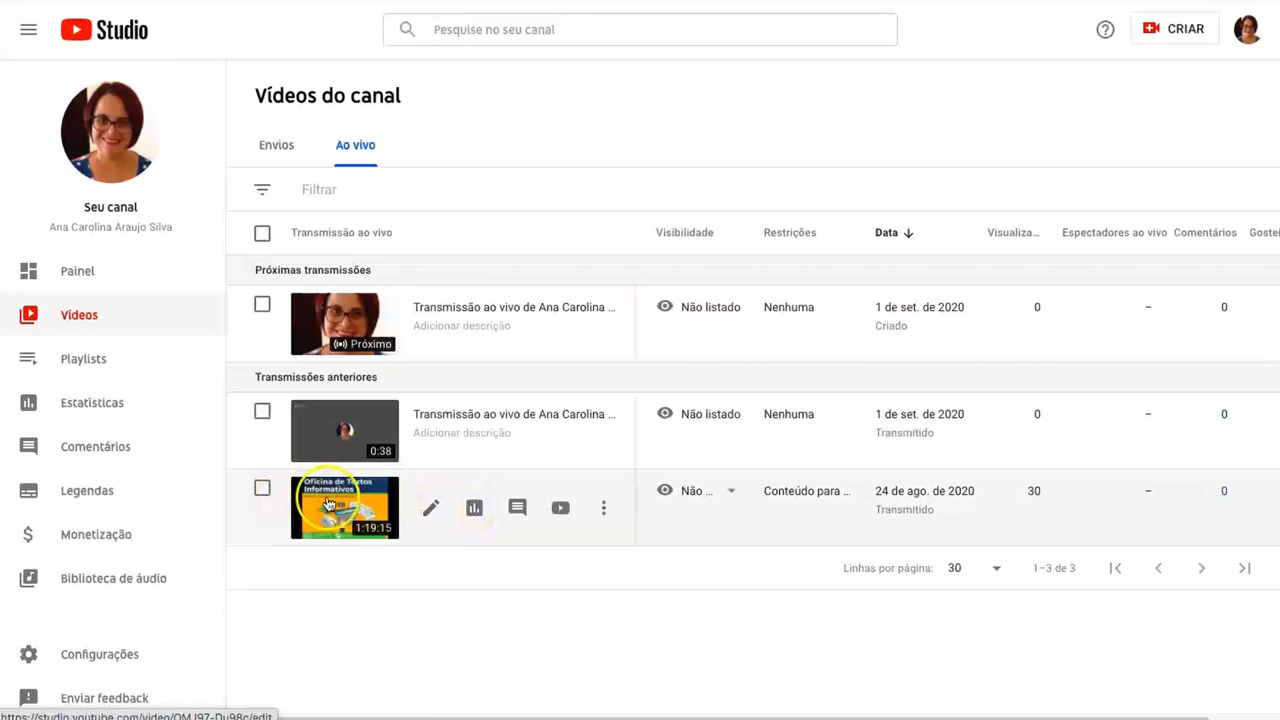 Studio
Pesquise no seu canal
CRIAR
Seu canal
Ana Carolina Araujo Silva
Painel
Vídeos
Playlists
Estatísticas
Comentários
Legendas
Monetização
Biblioteca de áudio
Configurações
Enviar feedback
Vídeos do canal
Envios Ao vivo
Filtrar
Transmissão ao vivo Visibilidade Restrições Data Visualiza... Espectadores ao vivo Comentários Gostei
Próximas transmissões
Transmissão ao vivo de Ana Carolina ... Não listado Nenhuma 1 de set. de 2020 0 – 0
Adicionar descrição Criado
Próximo
Transmissões anteriores
Transmissão ao vivo de Ana Carolina ... Não listado Nenhuma 1 de set. de 2020 0 – 0
Adicionar descrição Transmitido
0:38
Oficina de Textos
Informativos
Não ... Conteúdo para ... 24 de ago. de 2020 30 – 0
Transmitido
1:19:15
Linhas por página: 30 1–3 de 3